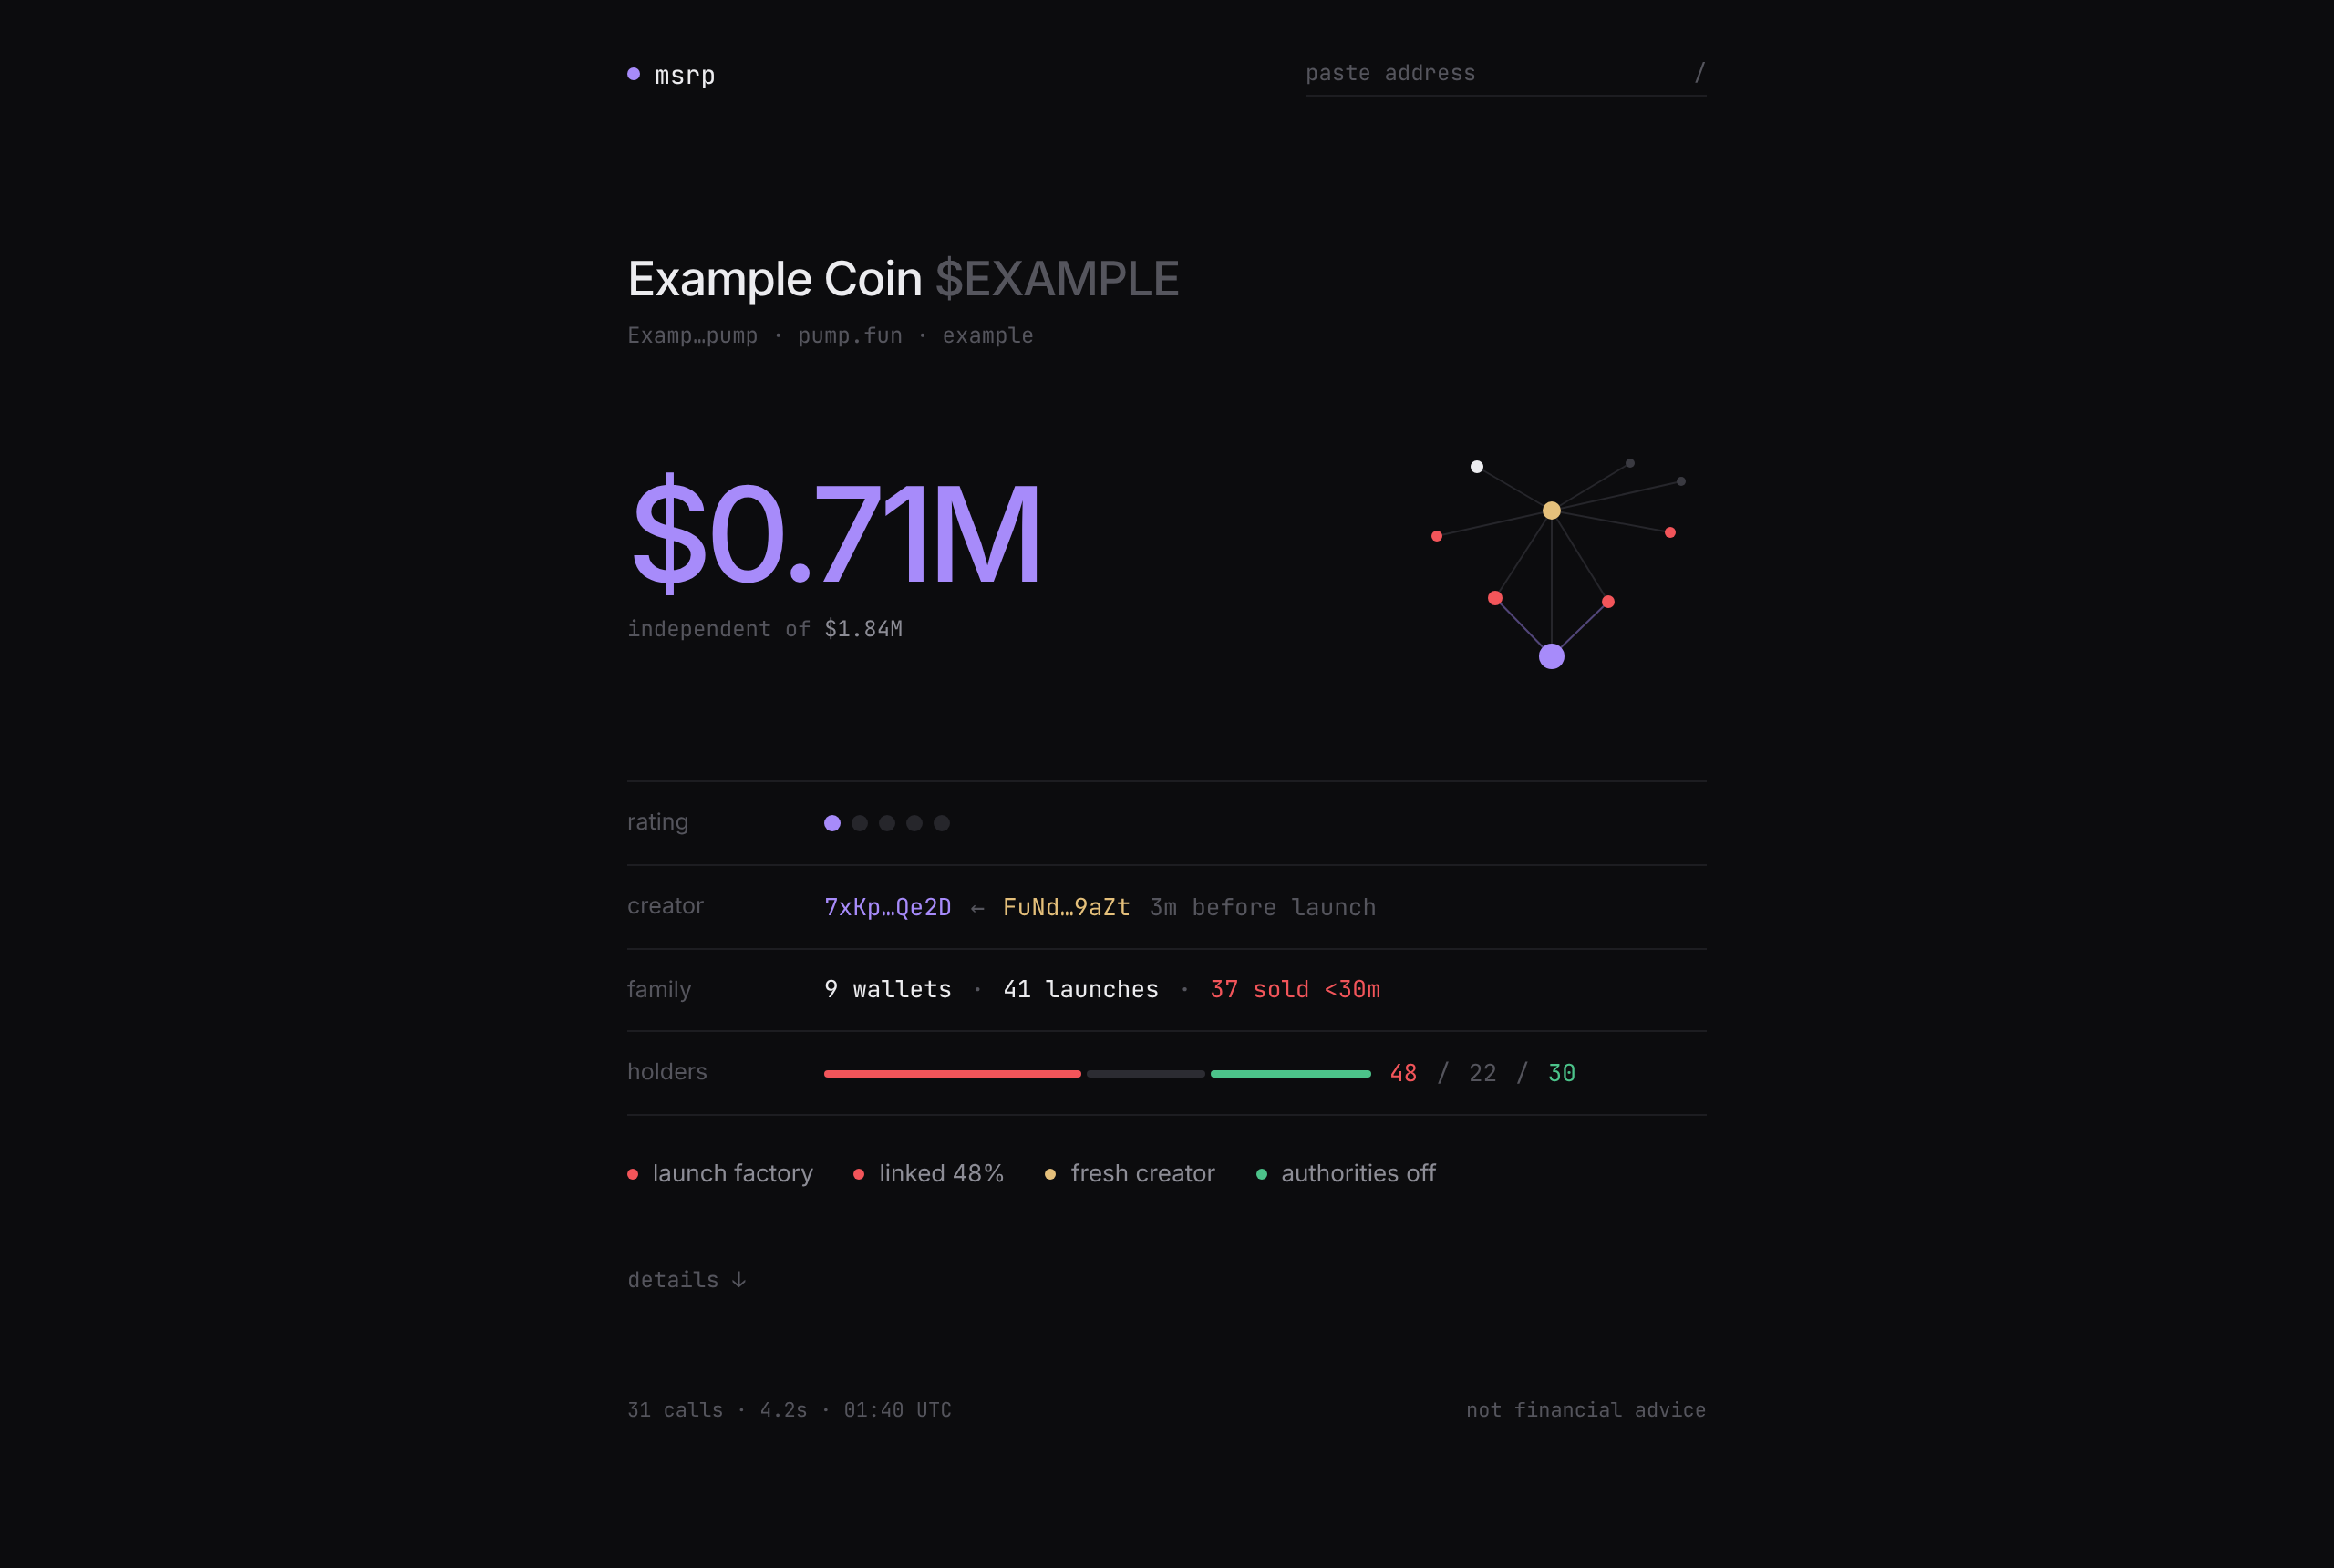 msrp
paste address /
Example Coin $EXAMPLE
Examp…pump · pump.fun · example
$0.71M
independent of $1.84M
rating
creator 7xKp…Qe2D ← FuNd…9aZt 3m before launch
family 9 wallets · 41 launches · 37 sold <30m
holders 48 / 22 / 30
launch factory linked 48% fresh creator authorities off
details ↓
31 calls · 4.2s · 01:40 UTC not financial advice